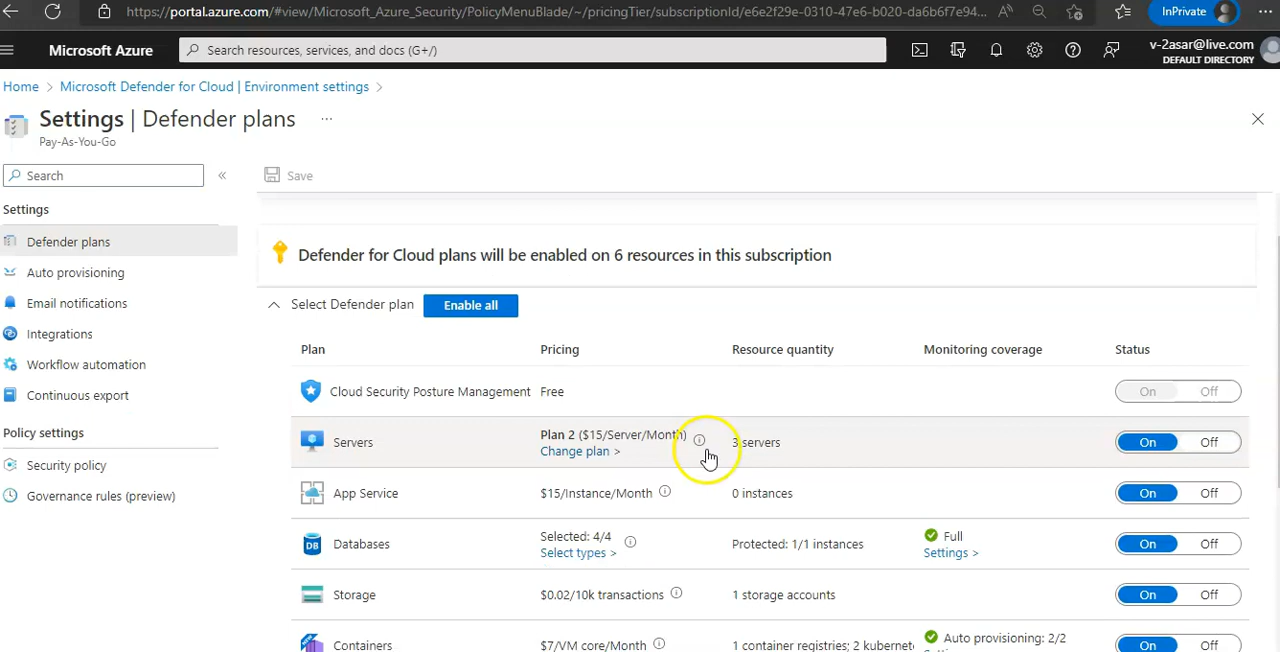 https://portal.azure.com/#view/Microsoft_Azure_Security/PolicyMenuBlade/~/pricingTier/subscriptionId/e6e2f29e-0310-47e6-b020-da6b6f7e94...
InPrivate
Microsoft Azure
Search resources, services, and docs (G+/)
v-2asar@live.com
DEFAULT DIRECTORY
Home > Microsoft Defender for Cloud | Environment settings >
Settings | Defender plans ...
Pay-As-You-Go
Search
«
Save
Settings
Defender plans
Auto provisioning
Email notifications
Integrations
Workflow automation
Continuous export
Policy settings
Security policy
Governance rules (preview)
Defender for Cloud plans will be enabled on 6 resources in this subscription
Select Defender plan Enable all
Plan Pricing Resource quantity Monitoring coverage Status
Cloud Security Posture Management Free On Off
Servers Plan 2 ($15/Server/Month) 3 servers On Off
Change plan >
App Service $15/Instance/Month 0 instances On Off
Databases Selected: 4/4 Protected: 1/1 instances Full On Off
Select types > Settings >
Storage $0.02/10k transactions 1 storage accounts On Off
Containers $7/VM core/Month 1 container registries; 2 kubernet Auto provisioning: 2/2 On Off